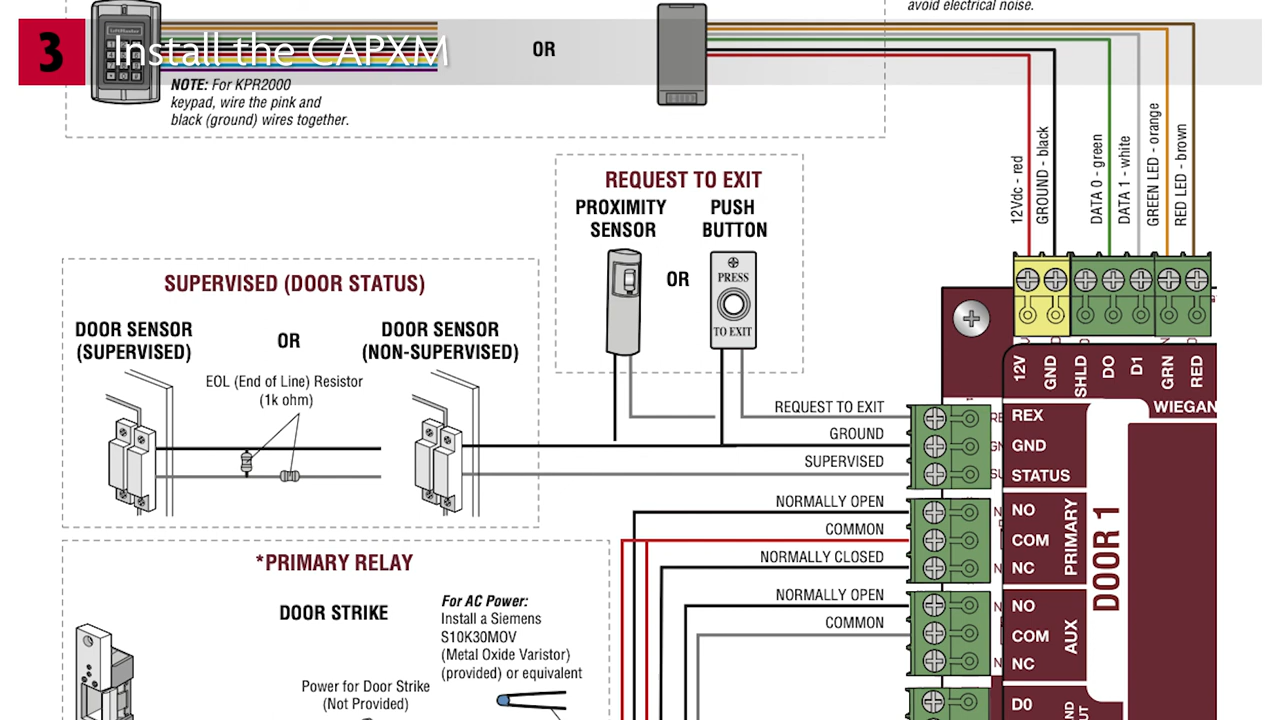 avoid electrical noise.
3
Install the CAPXM
OR
NOTE: For KPR2000
keypad, wire the pink and
black (ground) wires together.
12Vdc - red
GROUND - black
DATA 0 - green
DATA 1 - white
GREEN LED - orange
RED LED - brown
REQUEST TO EXIT
PROXIMITY
SENSOR
OR
PUSH
BUTTON
PRESS
TO EXIT
SUPERVISED (DOOR STATUS)
DOOR SENSOR
(SUPERVISED)
OR
DOOR SENSOR
(NON-SUPERVISED)
EOL (End of Line) Resistor
(1k ohm)
12V
GND
SHLD
DO
D1
GRN
RED
WIEGAN
REQUEST TO EXIT
GROUND
SUPERVISED
REX
GND
STATUS
NORMALLY OPEN
COMMON
NORMALLY CLOSED
NO
COM
NC
PRIMARY
DOOR 1
NORMALLY OPEN
COMMON
NO
COM
NC
AUX
D0
*PRIMARY RELAY
DOOR STRIKE
For AC Power:
Install a Siemens
S10K30MOV
(Metal Oxide Varistor)
(provided) or equivalent
Power for Door Strike
(Not Provided)